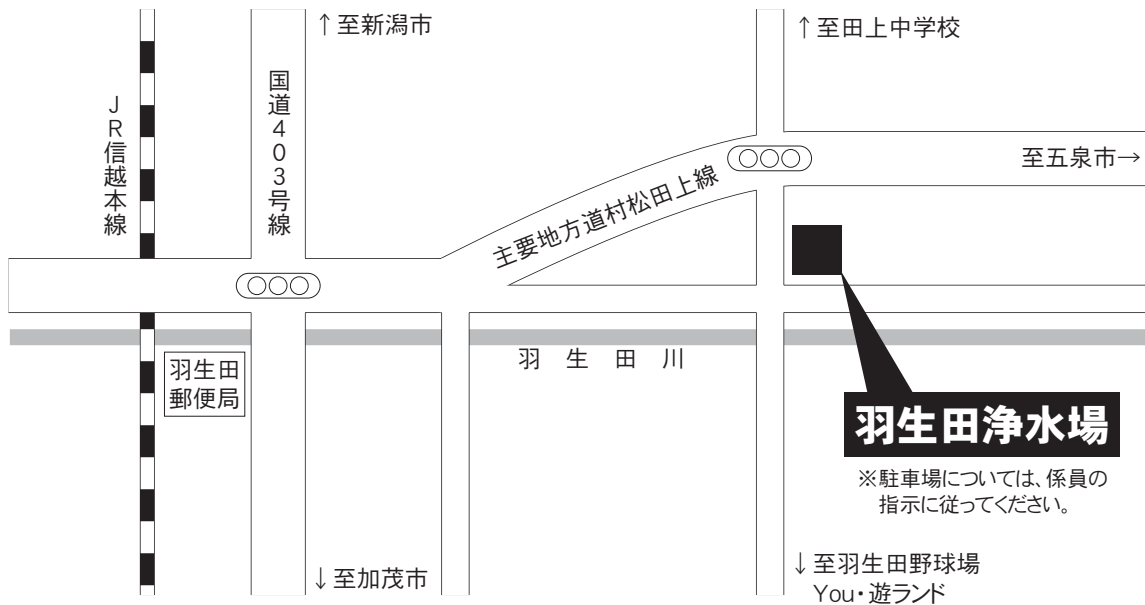 ↑至新潟市
↑至田上中学校
JR信越本線
国道403号線
主要地方道村松田上線
至五泉市→
羽生田川
羽生田
郵便局
羽生田浄水場
※駐車場については、係員の
指示に従ってください。
↓至加茂市
↓至羽生田野球場
You・遊ランド